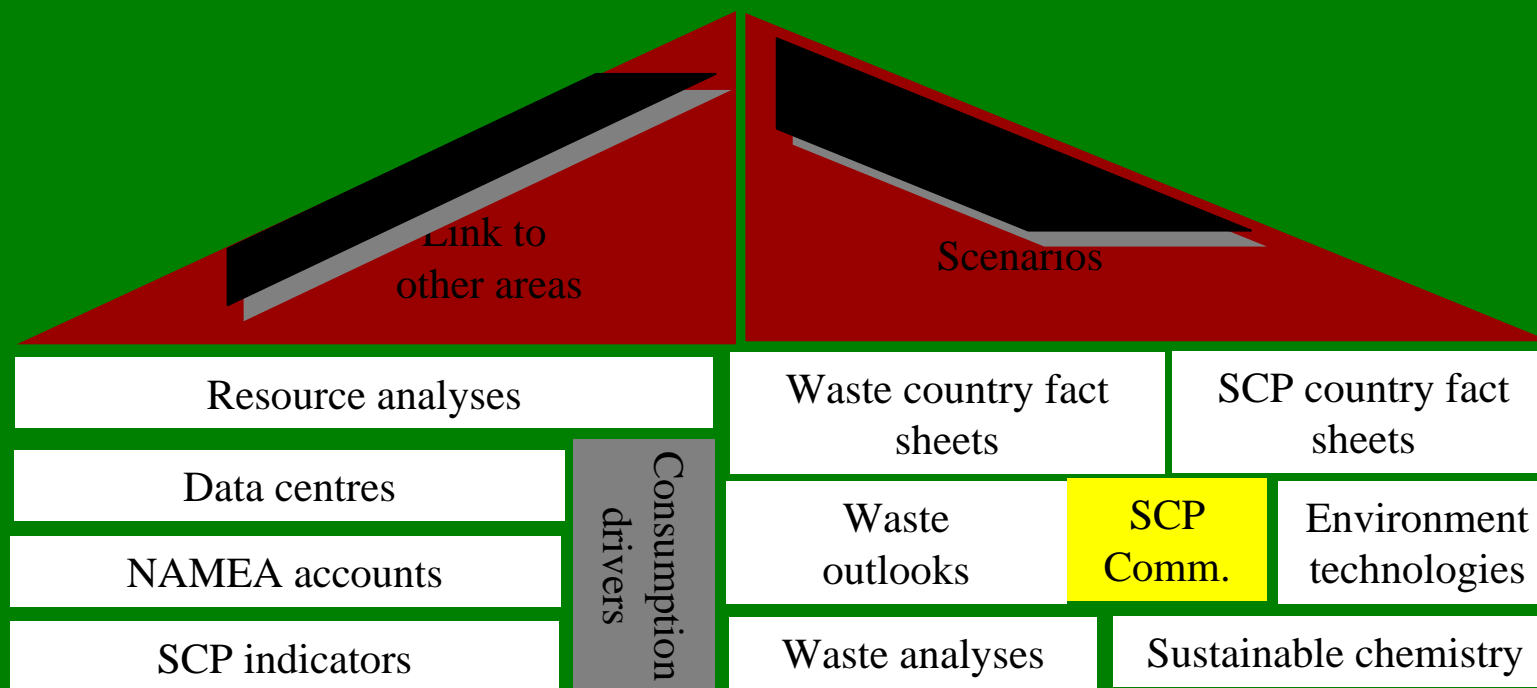 Link to
other areas
Scenarios
Resource analyses
Waste country fact
sheets
SCP country fact
sheets
Data centres
Consumption
drivers
Waste
outlooks
SCP
Comm.
Environment
technologies
NAMEA accounts
SCP indicators
Waste analyses
Sustainable chemistry